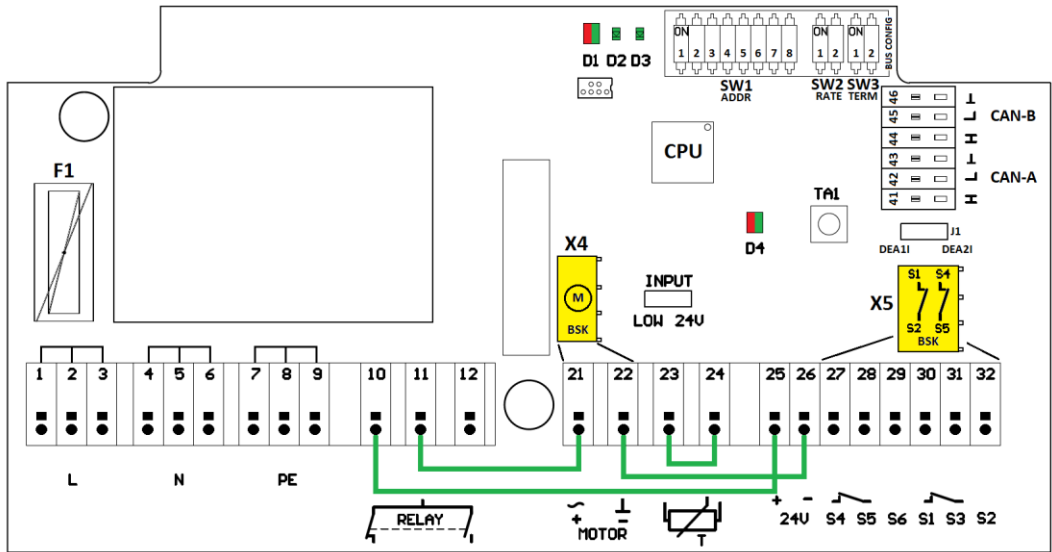 ON ON ON
1 2 3 4 5 6 7 8 1 2 1 2
BUS CONFIG
D1 D2 D3
SW1 SW2 SW3
ADDR RATE TERM
46
45 CAN-B
44
43
42 CAN-A
41
CPU
F1
TA1
D4
J1
DEA1I DEA2I
X4
M
BSK
INPUT
LOW 24V
X5
S1 S4
S2 S5
BSK
1 2 3 4 5 6 7 8 9 10 11 12 21 22 23 24 25 26 27 28 29 30 31 32
L N PE
RELAY
~ + - MOTOR
T
+ -
24V S4 S5 S6 S1 S3 S2